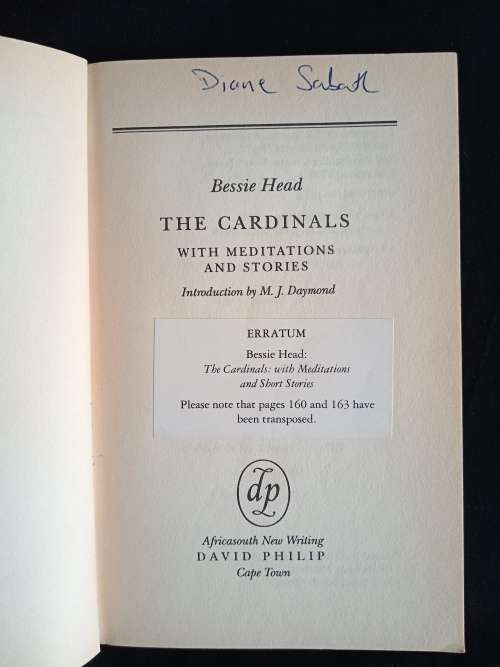 Diane Sabath
Bessie Head
THE CARDINALS
WITH MEDITATIONS
AND STORIES
Introduction by M. J. Daymond
ERRATUM
Bessie Head:
The Cardinals: with Meditations
and Short Stories
Please note that pages 160 and 163 have
been transposed.
dp
Africasouth New Writing
DAVID PHILIP
Cape Town